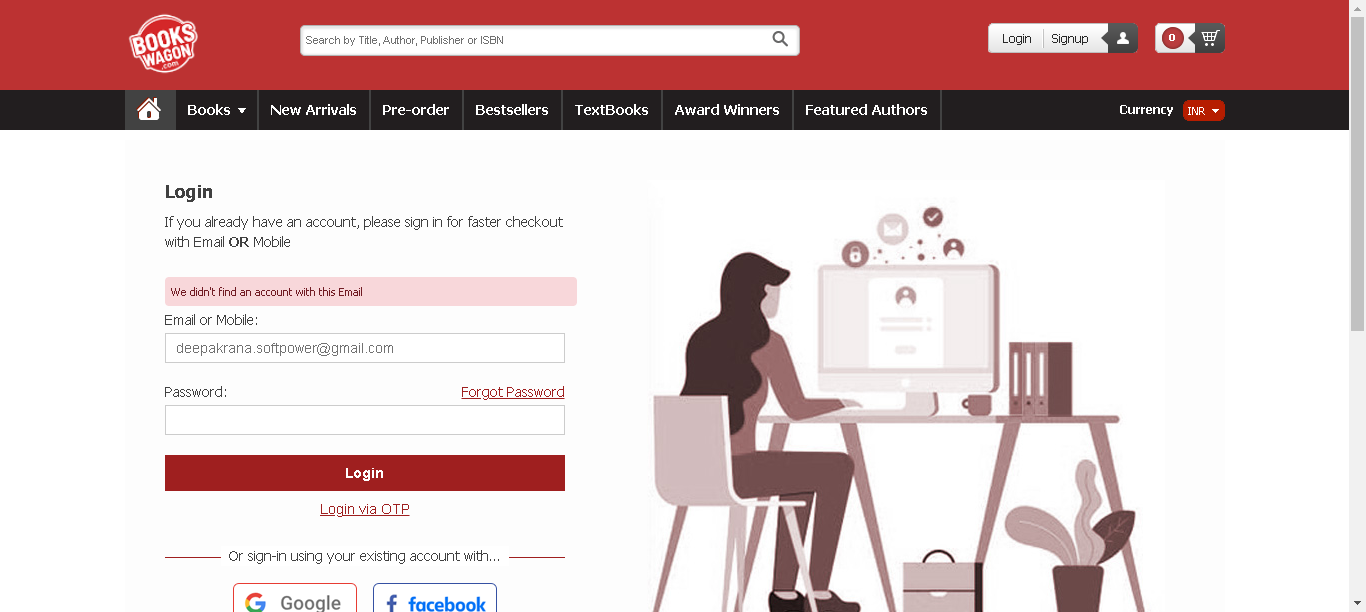 BOOKS
WAGON
.com
Search by Title, Author, Publisher or ISBN
Login Signup
0
Books New Arrivals Pre-order Bestsellers TextBooks Award Winners Featured Authors Currency INR
Login
If you already have an account, please sign in for faster checkout
with Email OR Mobile
We didn't find an account with this Email
Email or Mobile:
deepakrana.softpower@gmail.com
Password: Forgot Password
Login
Login via OTP
Or sign-in using your existing account with...
Google facebook